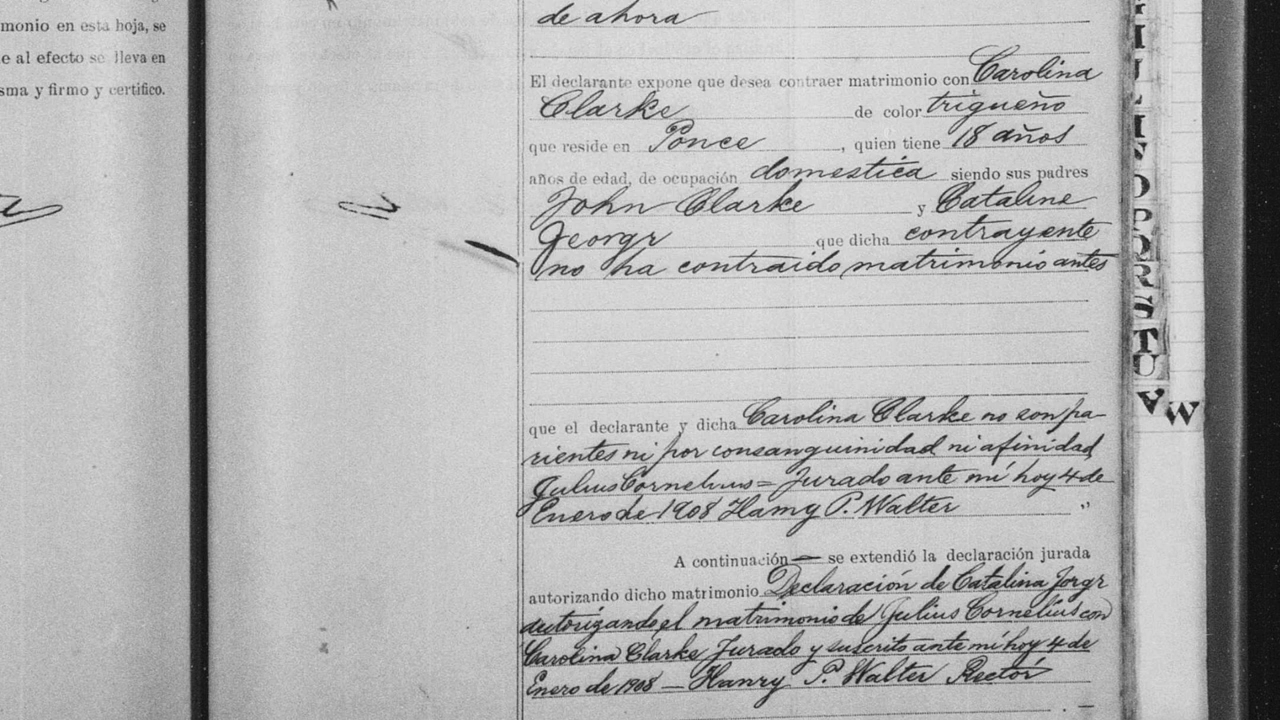 monio en esta hoja, se
e al efecto se lleva en
sma y firmo y certifico.
de ahora
El declarante expone que desea contraer matrimonio con Carolina
Clarke de color trigueño
que reside en Ponce, quien tiene 18 años
años de edad, de ocupación domestica siendo sus padres
John Clarke y Cataline
Georgr que dicha contrayente
no ha contraido matrimonio antes
que el declarante y dicha Carolina Clarke no son pa-
rientes ni por consanguinidad ni afinidad
Julius Cornelius = Jurado ante mí hoy 4 de
Enero de 1908 Hamy P. Walter "
A continuación — se extendió la declaración jurada
autorizando dicho matrimonio Declaración de Catalina Jorgr
autorizando el matrimonio de Julius Cornelius con
Carolina Clarke Jurado y suscrito ante mí hoy 4 de
Enero de 1908 — Hanry P. Walter Rector
H
I
J
L
N
O
P
Q
R
S
T
U
V W